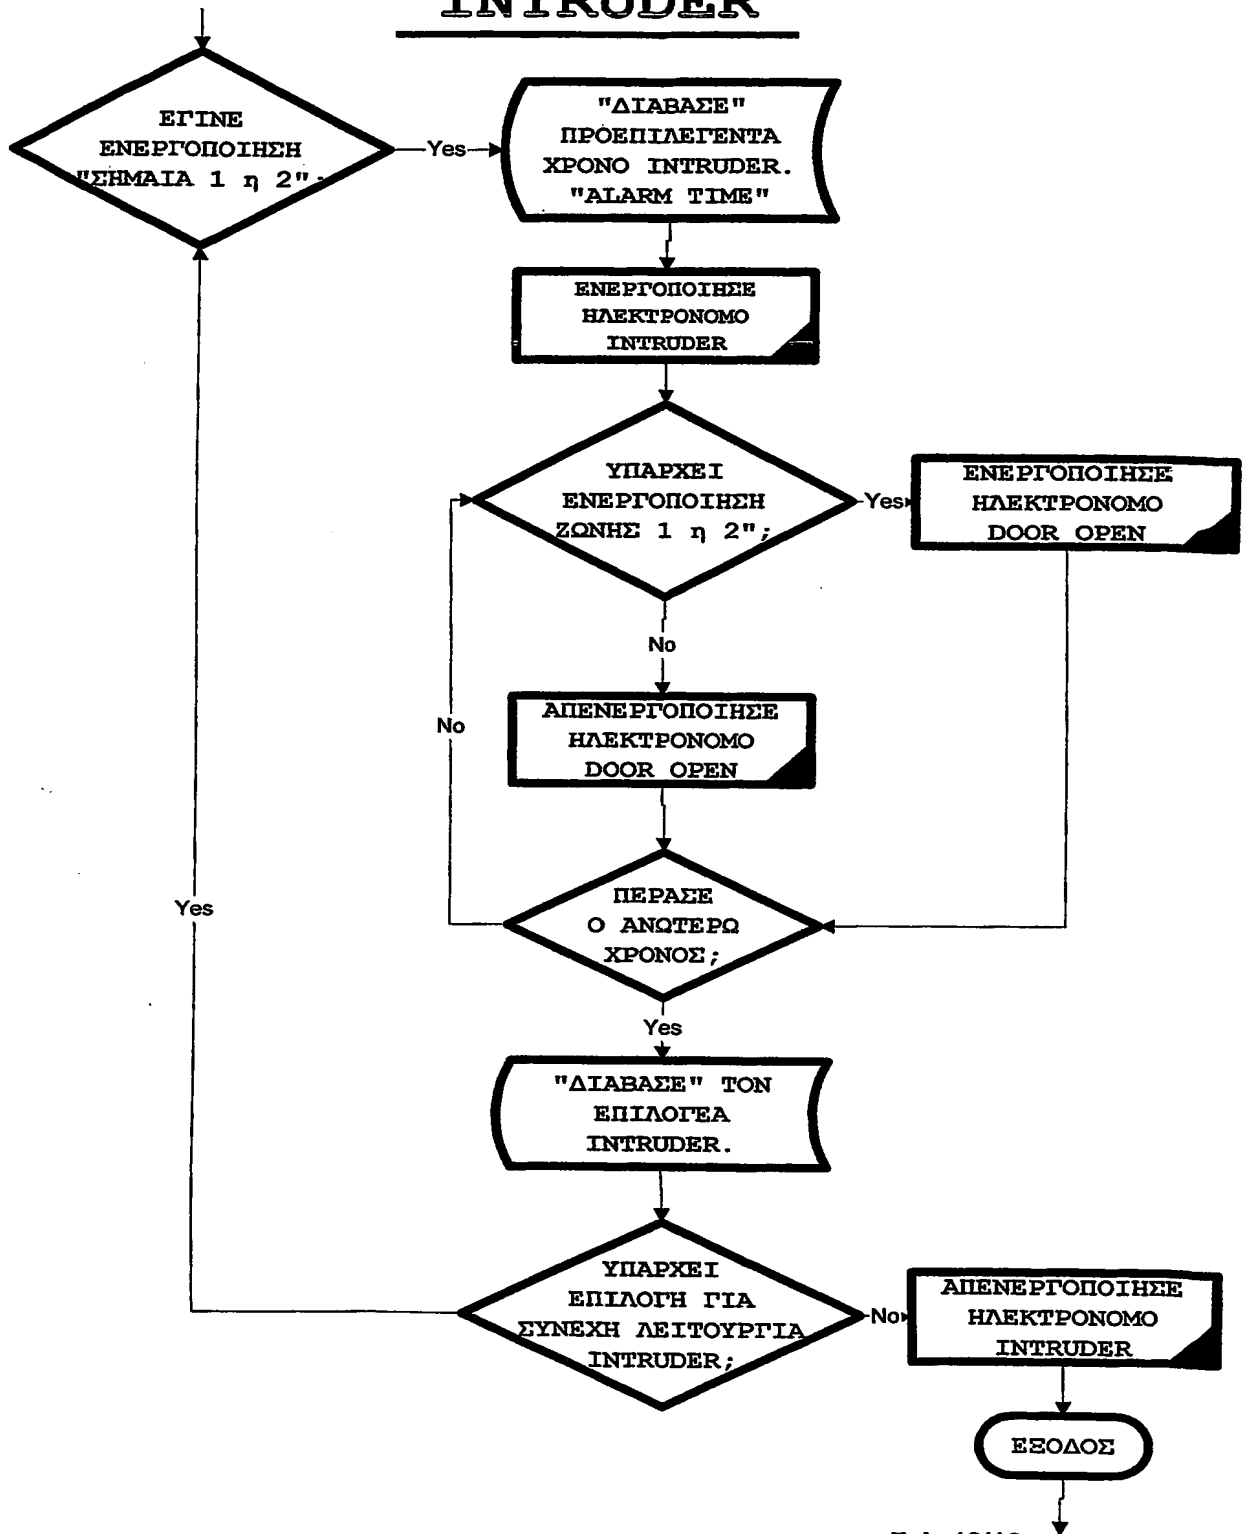 INTRUDER
ΕΓΙΝΕ
ΕΝΕΡΓΟΠΟΙΗΣΗ
"ΣΗΜΑΙΑ 1 η 2";
Yes
"ΔΙΑΒΑΣΕ"
ΠΡΟΕΠΙΛΕΓΕΝΤΑ
ΧΡΟΝΟ INTRUDER.
"ALARM TIME"
ΕΝΕΡΓΟΠΟΙΗΣΕ
ΗΛΕΚΤΡΟΝΟΜΟ
INTRUDER
ΥΠΑΡΧΕΙ
ΕΝΕΡΓΟΠΟΙΗΣΗ
ΖΩΝΗΣ 1 η 2";
Yes
ΕΝΕΡΓΟΠΟΙΗΣΕ
ΗΛΕΚΤΡΟΝΟΜΟ
DOOR OPEN
No
ΑΠΕΝΕΡΓΟΠΟΙΗΣΕ
ΗΛΕΚΤΡΟΝΟΜΟ
DOOR OPEN
No
ΠΕΡΑΣΕ
Ο ΑΝΩΤΕΡΩ
ΧΡΟΝΟΣ;
Yes
Yes
"ΔΙΑΒΑΣΕ" ΤΟΝ
ΕΠΙΛΟΓΕΑ
INTRUDER.
ΥΠΑΡΧΕΙ
ΕΠΙΛΟΓΗ ΓΙΑ
ΣΥΝΕΧΗ ΛΕΙΤΟΥΡΓΙΑ
INTRUDER;
No
ΑΠΕΝΕΡΓΟΠΟΙΗΣΕ
ΗΛΕΚΤΡΟΝΟΜΟ
INTRUDER
ΕΞΟΔΟΣ